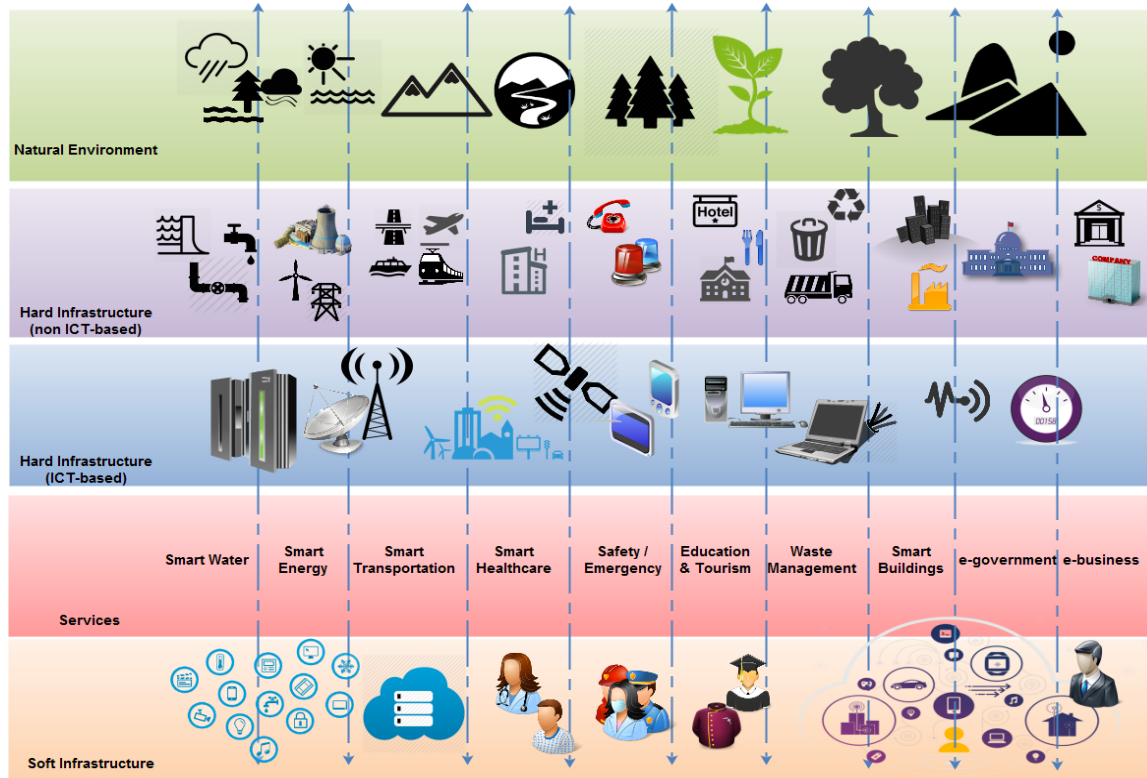 Natural Environment
Hotel
H
$
COMPANY
Hard Infrastructure
(non ICT-based)
00158
Hard Infrastructure
(ICT-based)
Smart Water
Smart
Energy
Smart
Transportation
Smart
Healthcare
Safety /
Emergency
Education
& Tourism
Waste
Management
Smart
Buildings
e-government
e-business
Services
Soft Infrastructure